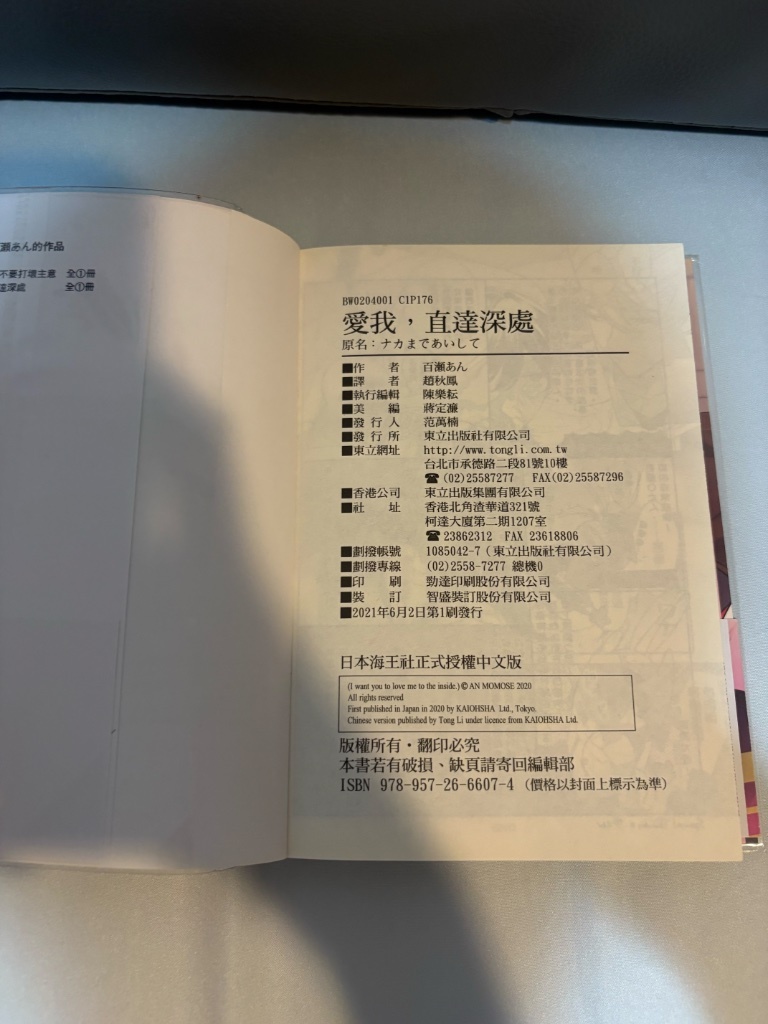 瀬あん的作品
不要打壞主意 全①冊
達深處 全①冊
BW0204001 C1P176
愛我，直達深處
原名：ナカまであいして
■作者 百瀬あん
■譯者 趙秋鳳
■執行編輯 陳樂耘
■美編 蔣定濂
■發行人 范萬楠
■發行所 東立出版社有限公司
■東立網址 http://www.tongli.com.tw
台北市承德路二段81號10樓
☎(02)25587277 FAX(02)25587296
■香港公司 東立出版集團有限公司
■社址 香港北角渣華道321號
柯達大廈第二期1207室
☎23862312 FAX 23618806
■劃撥帳號 1085042-7（東立出版社有限公司）
■劃撥專線 (02)2558-7277 總機0
■印刷 勁達印刷股份有限公司
■裝訂 智盛裝訂股份有限公司
■2021年6月2日第1刷發行
日本海王社正式授權中文版
(I want you to love me to the inside.) © AN MOMOSE 2020
All rights reserved
First published in Japan in 2020 by KAIOHSHA Ltd., Tokyo.
Chinese version published by Tong Li under licence from KAIOHSHA Ltd.
版權所有・翻印必究
本書若有破損、缺頁請寄回編輯部
ISBN 978-957-26-6607-4（價格以封面上標示為準）